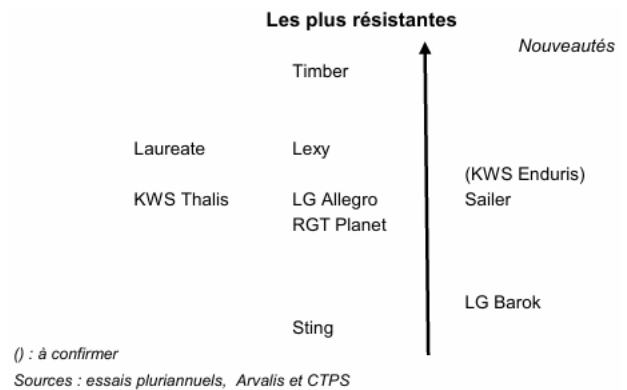 Les plus résistantes
Nouveautés
Timber
Laureate Lexy
(KWS Enduris)
KWS Thalis LG Allegro Sailer
RGT Planet
LG Barok
Sting
() : à confirmer
Sources : essais pluriannuels, Arvalis et CTPS